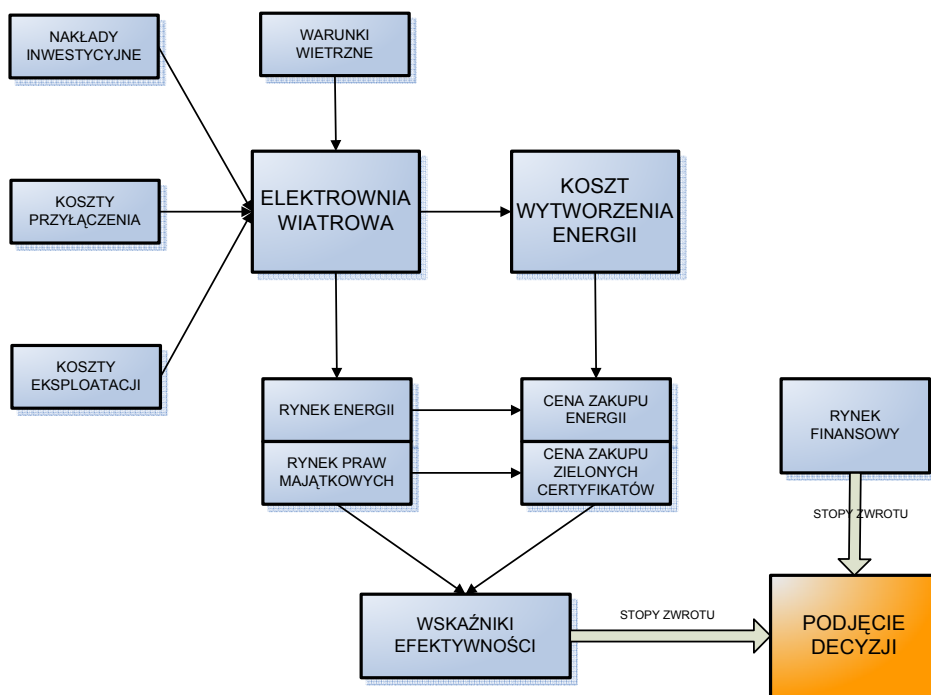 NAKŁADY
INWESTYCYJNE
WARUNKI
WIETRZNE
ELEKTROWNIA
WIATROWA
KOSZT
WYTWORZENIA
ENERGII
KOSZTY
PRZYŁĄCZENIA
KOSZTY
EKSPLOATACJI
RYNEK ENERGII
CENA ZAKUPU
ENERGII
RYNEK PRAW
MAJĄTKOWYCH
CENA ZAKUPU
ZIELONYCH
CERTYFIKATÓW
RYNEK
FINANSOWY
STOPY ZWROTU
WSKAŹNIKI
EFEKTYWNOŚCI
STOPY ZWROTU
PODJĘCIE
DECYZJI